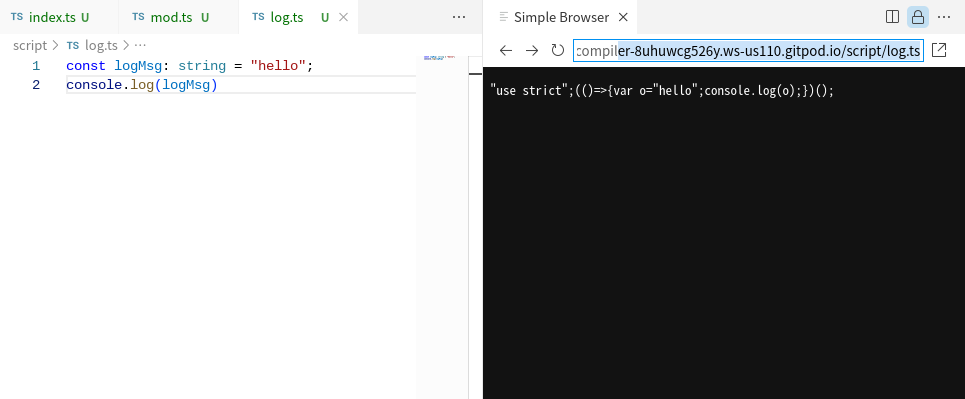 TS index.ts U TS mod.ts U TS log.ts U × ···
script > TS log.ts > ···
1 const logMsg: string = "hello";
2 console.log(logMsg)
Simple Browser × ···
compiler-8uhuwcg526y.ws-us110.gitpod.io/script/log.ts
"use strict";(()=>{var o="hello";console.log(o);})();